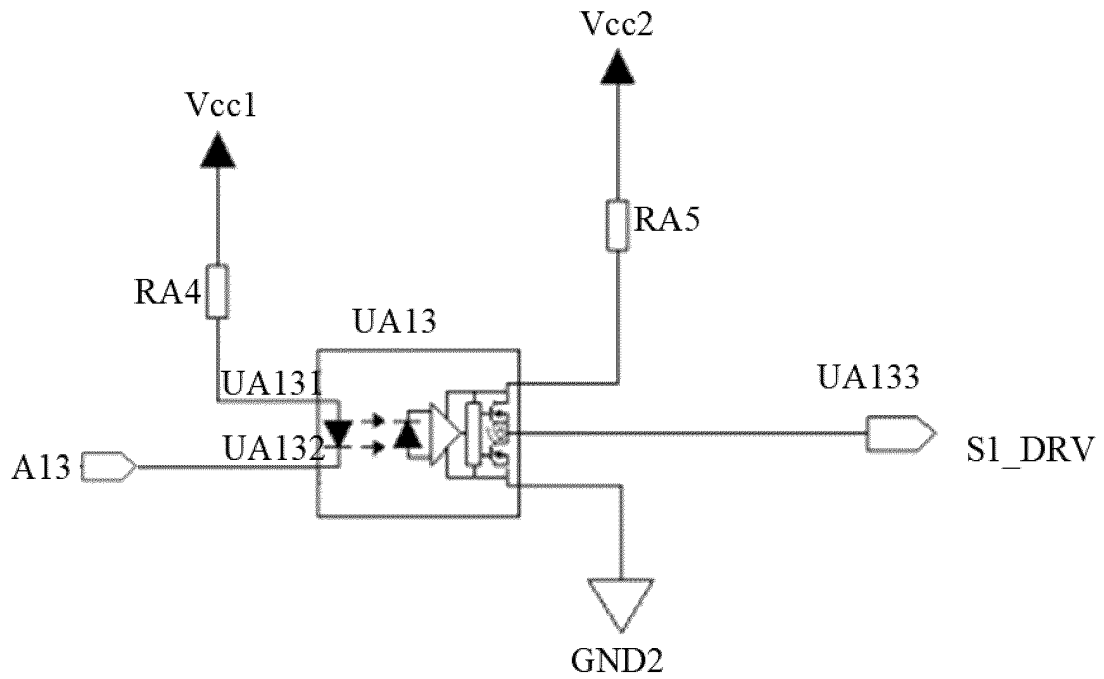 Vcc2
Vcc1
RA5
RA4
UA13
UA131
UA133
UA132
S1_DRV
A13
GND2